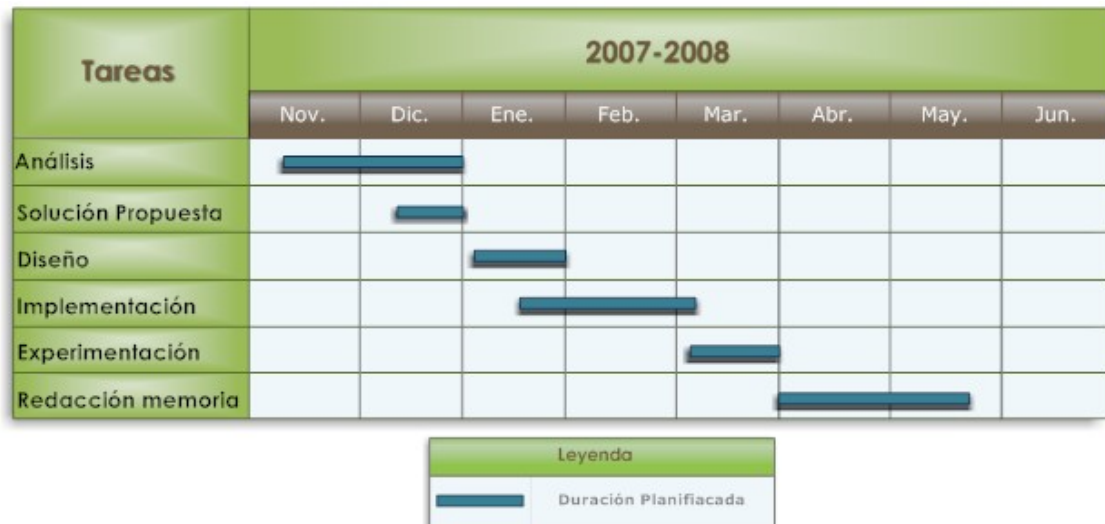 Tareas
2007-2008
Nov. Dic. Ene. Feb. Mar. Abr. May. Jun.
Análisis
Solución Propuesta
Diseño
Implementación
Experimentación
Redacción memoria
Leyenda
Duración Planifiacada